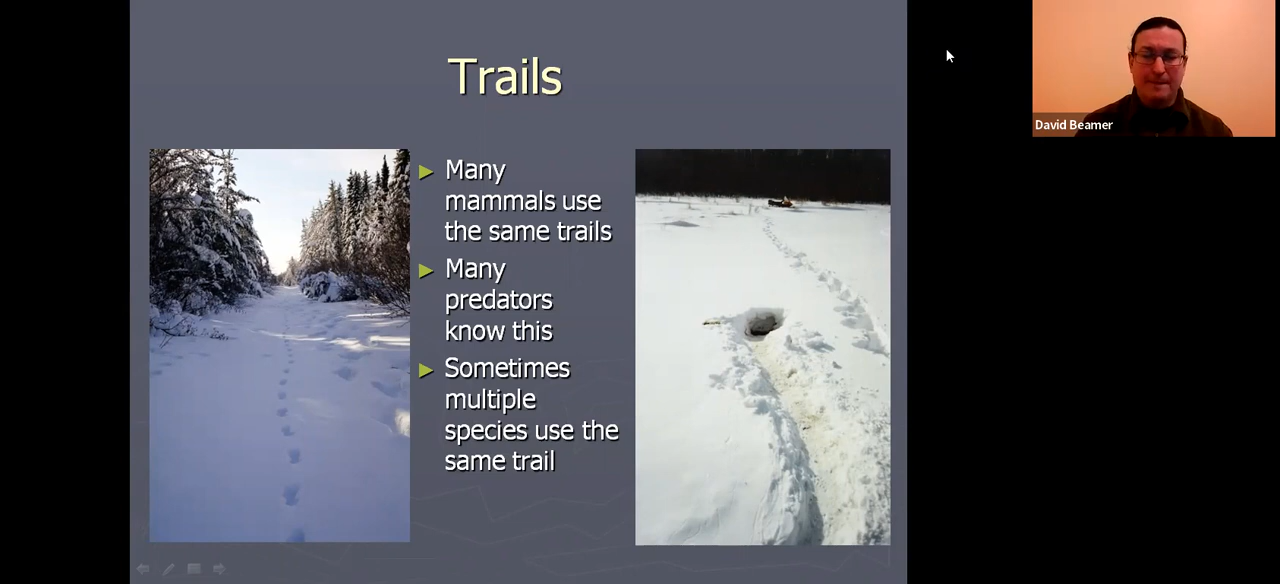 Trails
Many
mammals use
the same trails
Many
predators
know this
Sometimes
multiple
species use the
same trail
David Beamer